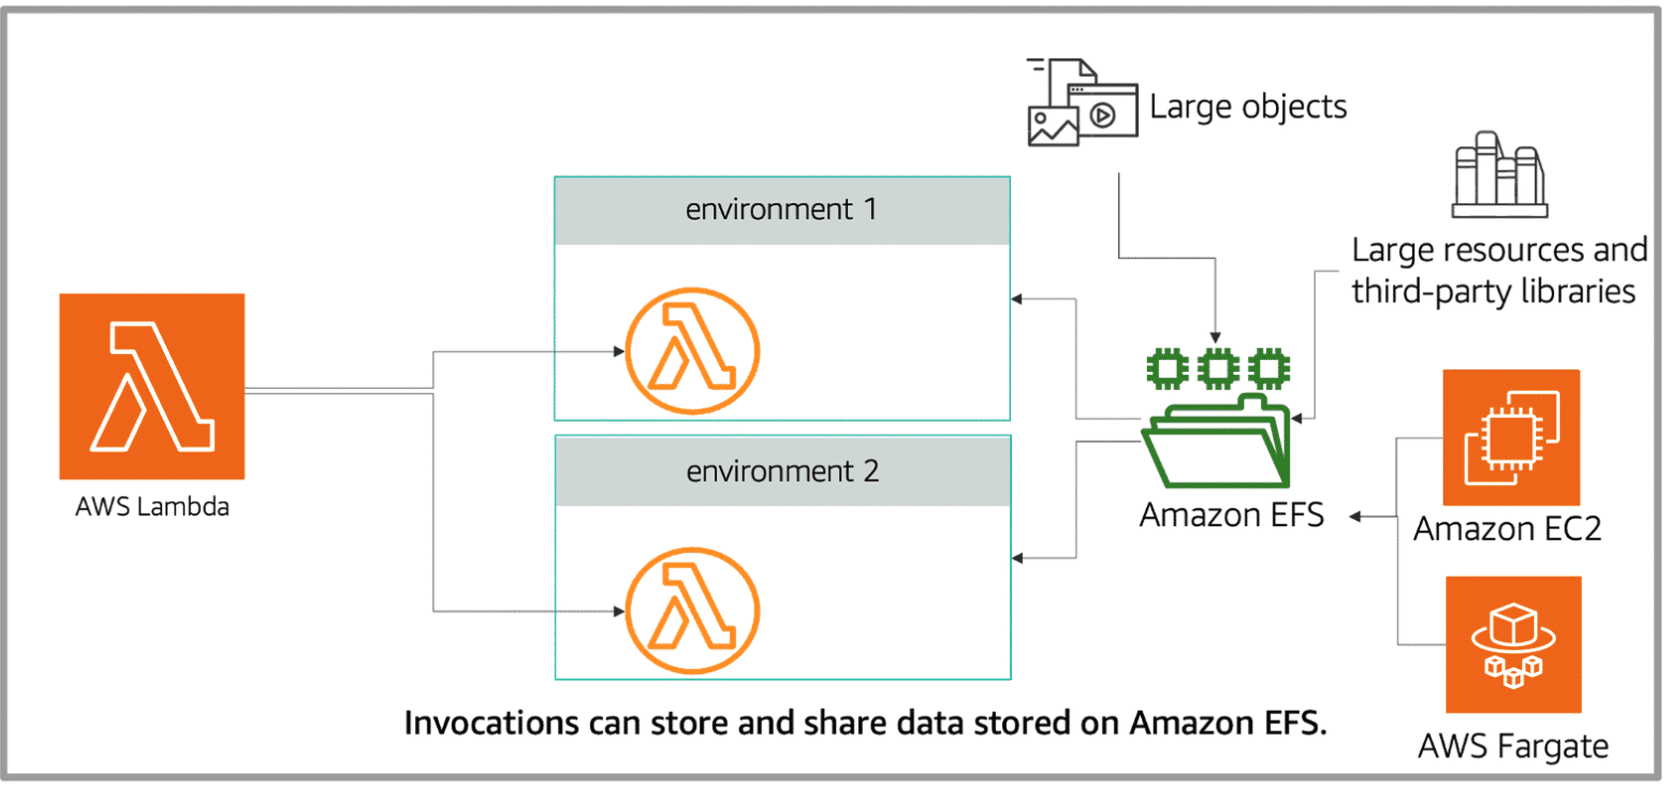 Large objects
environment 1
Large resources and
third-party libraries
AWS Lambda
environment 2
Amazon EFS
Amazon EC2
Invocations can store and share data stored on Amazon EFS.
AWS Fargate